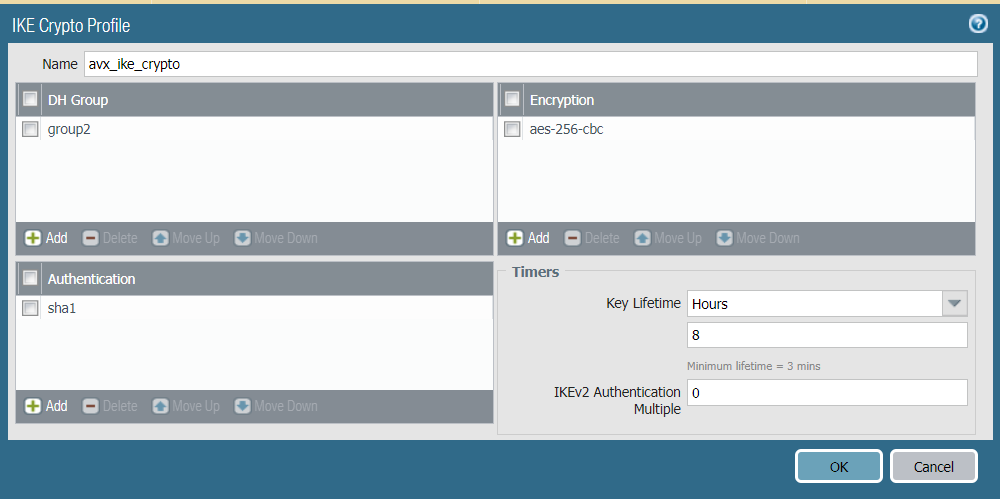 IKE Crypto Profile
Name avx_ike_crypto
DH Group
group2
Add Delete Move Up Move Down
Encryption
aes-256-cbc
Add Delete Move Up Move Down
Authentication
sha1
Add Delete Move Up Move Down
Timers
Key Lifetime Hours
8
Minimum lifetime = 3 mins
IKEv2 Authentication
Multiple 0
OK Cancel